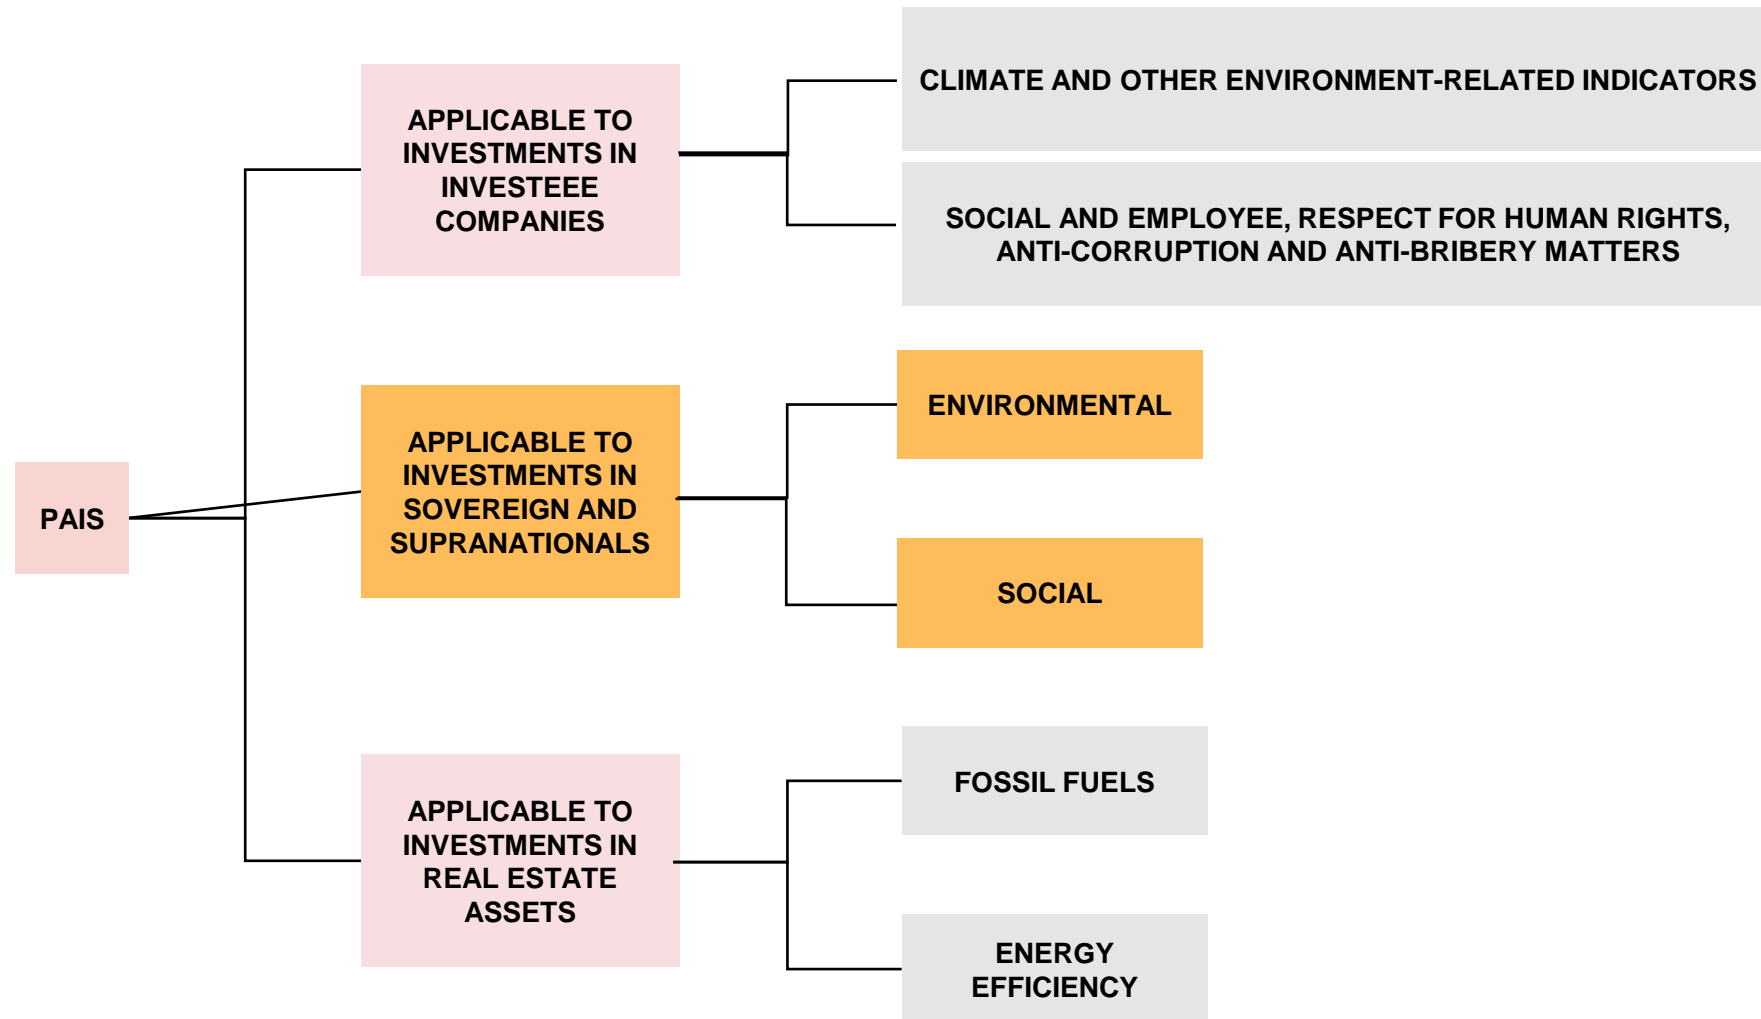 PAIS
APPLICABLE TO
INVESTMENTS IN
INVESTEEE
COMPANIES
CLIMATE AND OTHER ENVIRONMENT-RELATED INDICATORS
SOCIAL AND EMPLOYEE, RESPECT FOR HUMAN RIGHTS,
ANTI-CORRUPTION AND ANTI-BRIBERY MATTERS
APPLICABLE TO
INVESTMENTS IN
SOVEREIGN AND
SUPRANATIONALS
ENVIRONMENTAL
SOCIAL
APPLICABLE TO
INVESTMENTS IN
REAL ESTATE
ASSETS
FOSSIL FUELS
ENERGY
EFFICIENCY